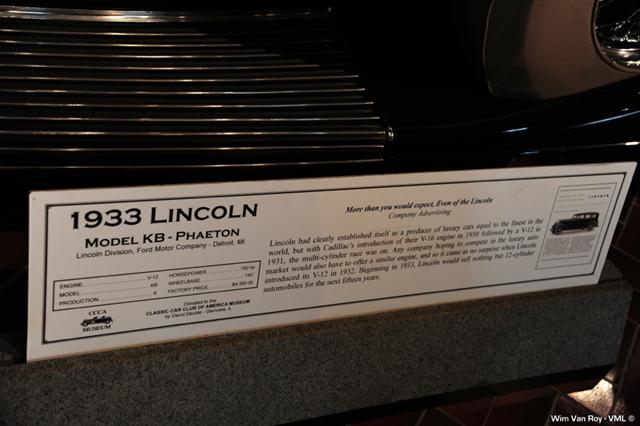 1933 LINCOLN
MODEL KB - PHAETON
Lincoln Division, Ford Motor Company - Detroit, MI
ENGINE V-12 HORSEPOWER 150 hp
MODEL KB WHEELBASE 145"
PRODUCTION 6 FACTORY PRICE $4,300.00
CCCA
MUSEUM
Donated to the
CLASSIC CAR CLUB OF AMERICA MUSEUM
by David Deuble - Glenview, IL
More than you would expect, Even of the Lincoln
Company Advertising
Lincoln had clearly established itself as a producer of luxury cars equal to the finest in the
world, but with Cadillac's introduction of their V-16 engine in 1930 followed by a V-12 in
1931, the multi-cylinder race was on. Any company hoping to compete in the luxury auto
market would also have to offer a similar engine, and so it came as no surprise when Lincoln
introduced its V-12 in 1932. Beginning in 1933, Lincoln would sell nothing but 12-cylinder
automobiles for the next fifteen years.
LINCOLN
Wim Van Roy - VML ©